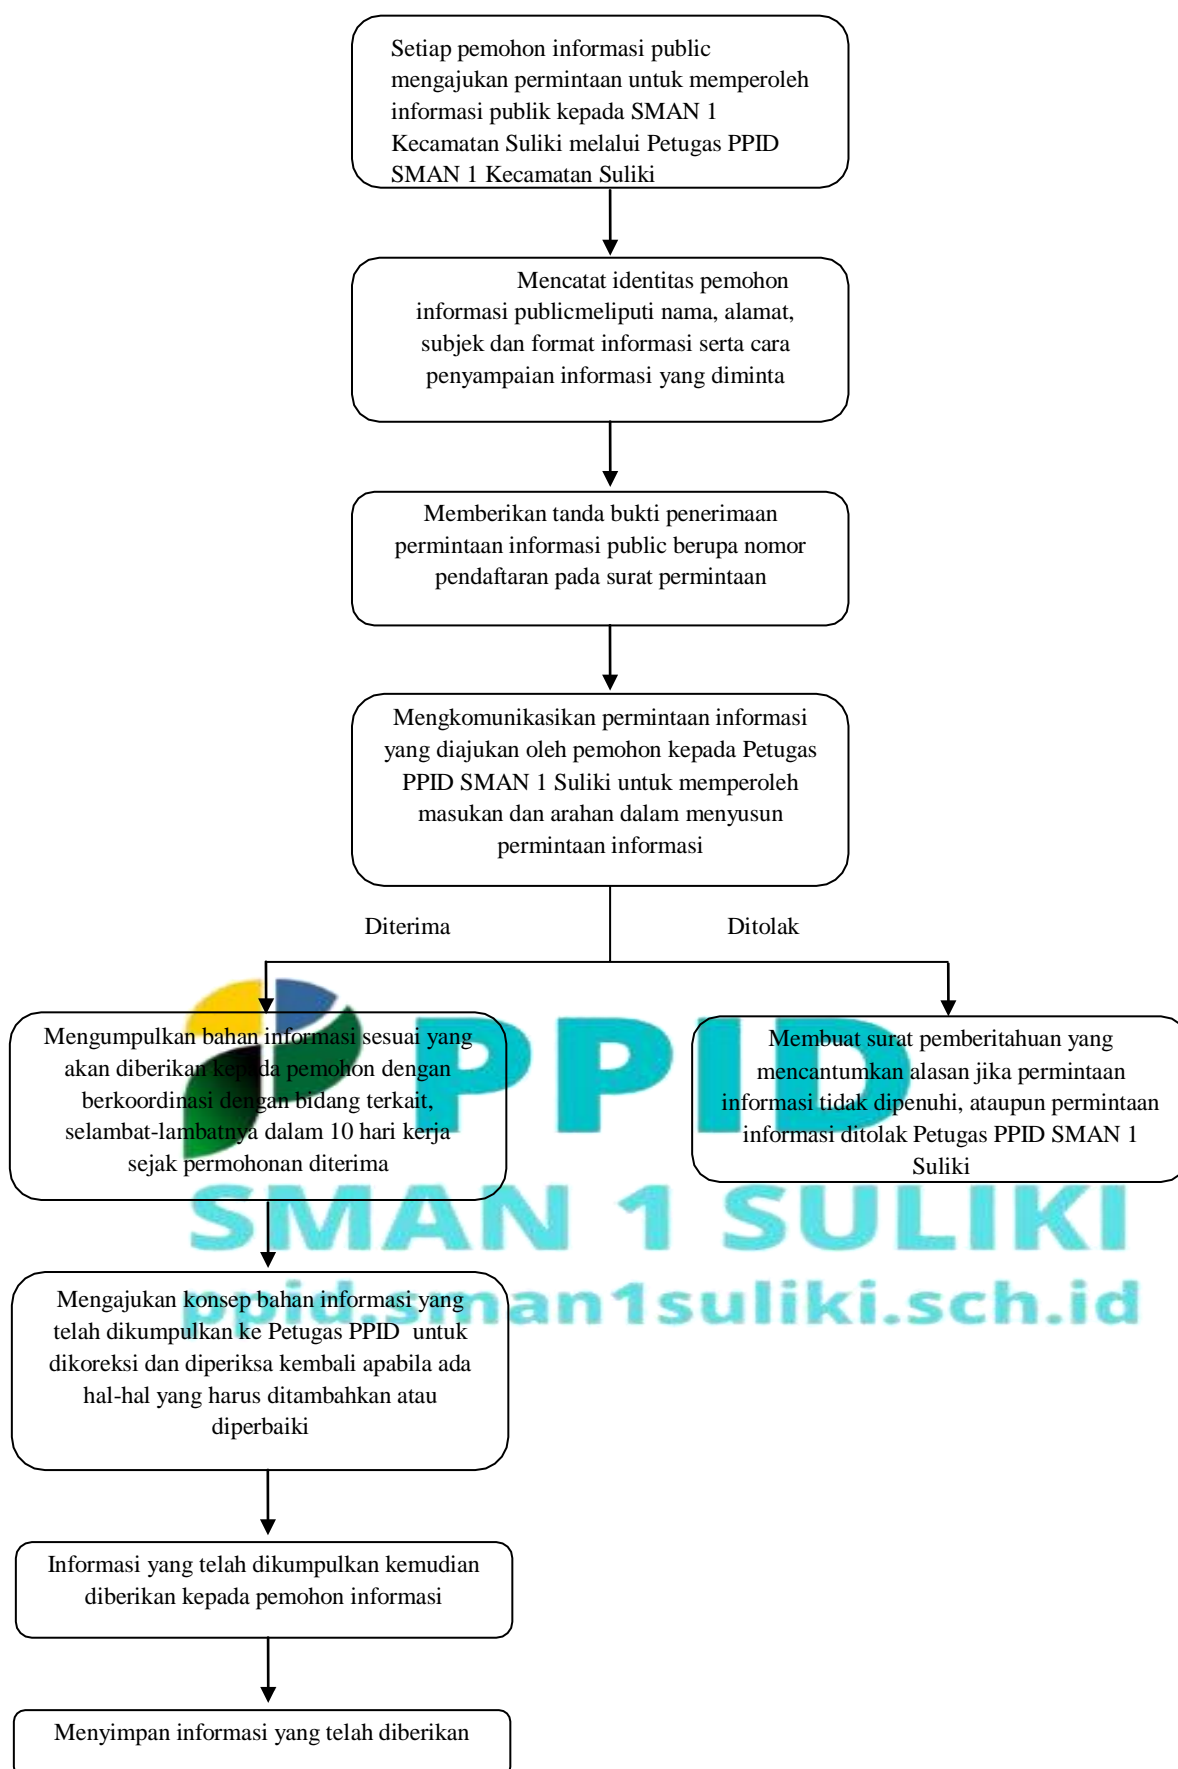 Setiap pemohon informasi public
mengajukan permintaan untuk memperoleh
informasi publik kepada SMAN 1
Kecamatan Suliki melalui Petugas PPID
SMAN 1 Kecamatan Suliki
Mencatat identitas pemohon
informasi publicmeliputi nama, alamat,
subjek dan format informasi serta cara
penyampaian informasi yang diminta
Memberikan tanda bukti penerimaan
permintaan informasi public berupa nomor
pendaftaran pada surat permintaan
Mengkomunikasikan permintaan informasi
yang diajukan oleh pemohon kepada Petugas
PPID SMAN 1 Suliki untuk memperoleh
masukan dan arahan dalam menyusun
permintaan informasi
Diterima
Ditolak
Mengumpulkan bahan informasi sesuai yang
akan diberikan kepada pemohon dengan
berkoordinasi dengan bidang terkait,
selambat-lambatnya dalam 10 hari kerja
sejak permohonan diterima
Membuat surat pemberitahuan yang
mencantumkan alasan jika permintaan
informasi tidak dipenuhi, ataupun permintaan
informasi ditolak Petugas PPID SMAN 1
Suliki
PPID
SMAN 1 SULIKI
ppid.sman1suliki.sch.id
Mengajukan konsep bahan informasi yang
telah dikumpulkan ke Petugas PPID untuk
dikoreksi dan diperiksa kembali apabila ada
hal-hal yang harus ditambahkan atau
diperbaiki
Informasi yang telah dikumpulkan kemudian
diberikan kepada pemohon informasi
Menyimpan informasi yang telah diberikan